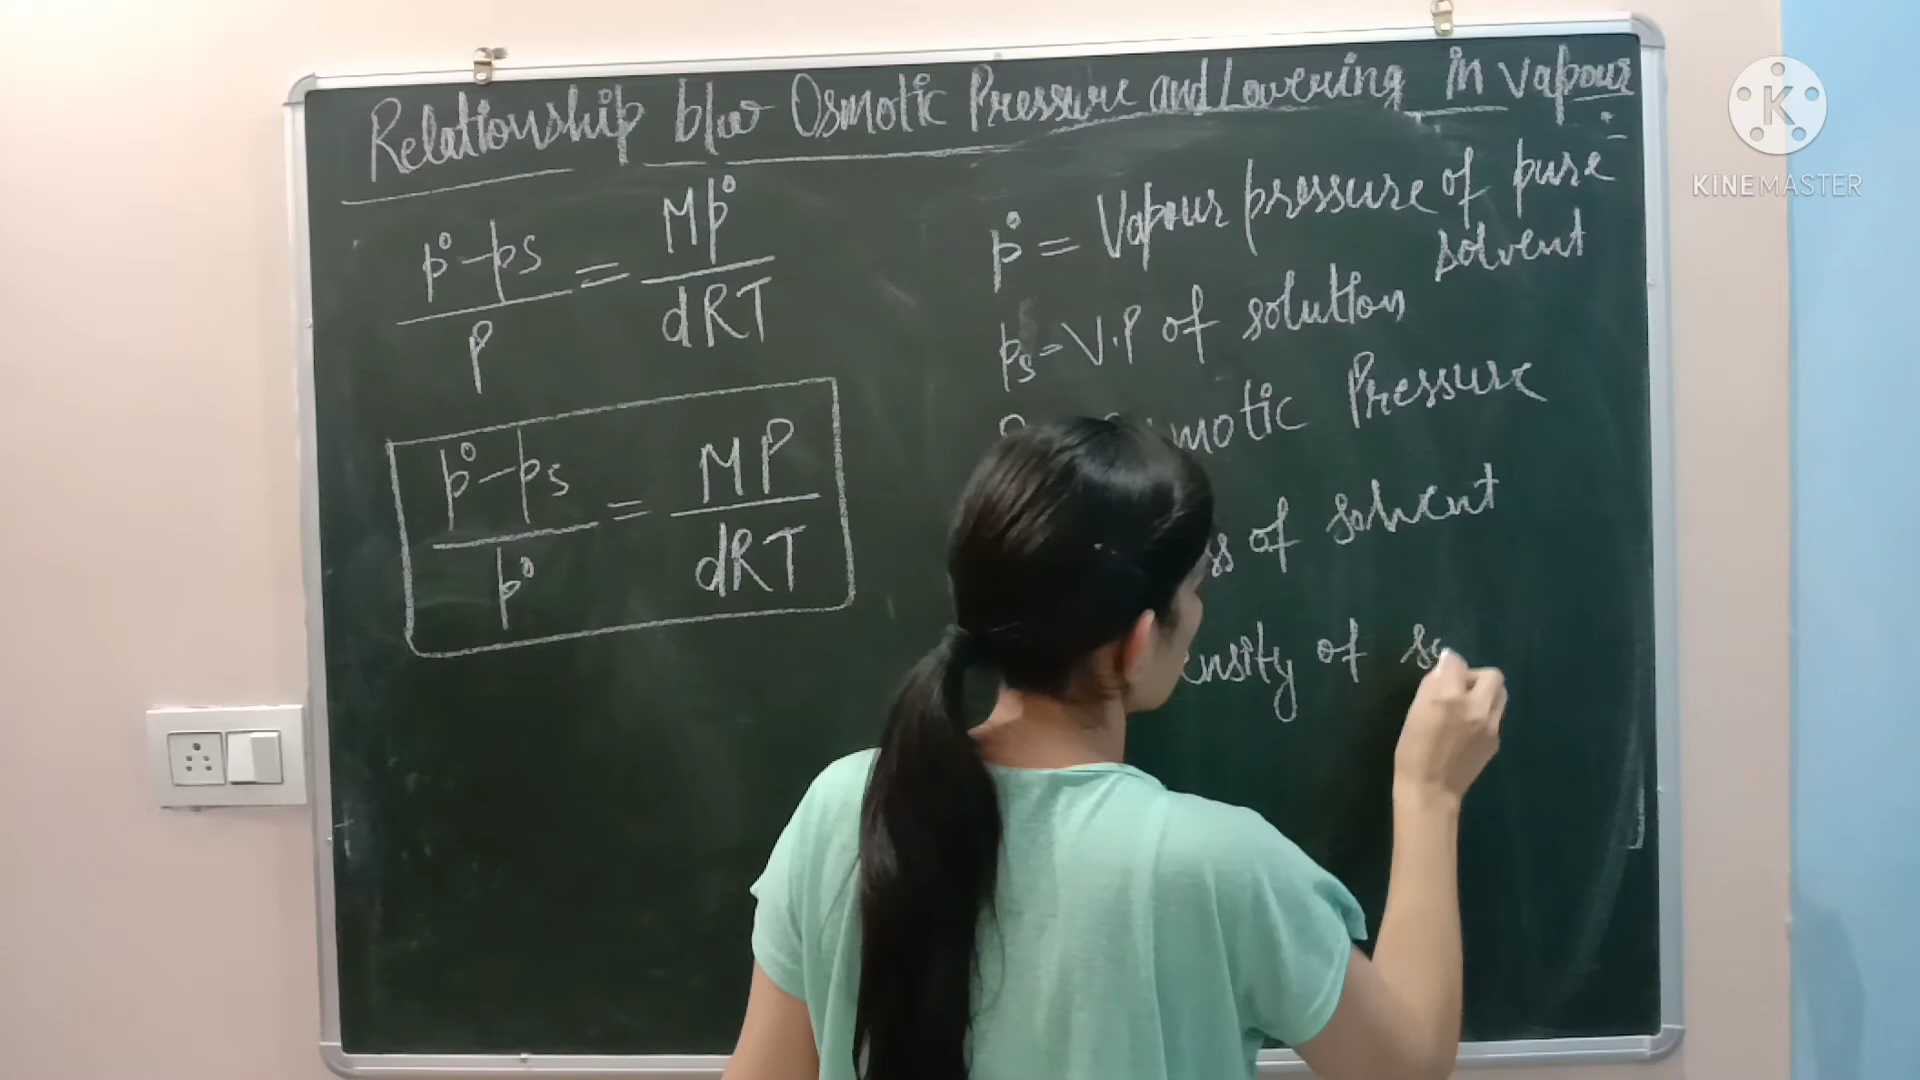 Relationship b/w Osmotic Pressure and Lowering in Vapour
p° - ps / P = Mp° / dRT
p° - ps / p° = MP / dRT
p° = Vapour pressure of pure
solvent
ps = V.P of solution
Pressure
of solvent
of
KINEMASTER